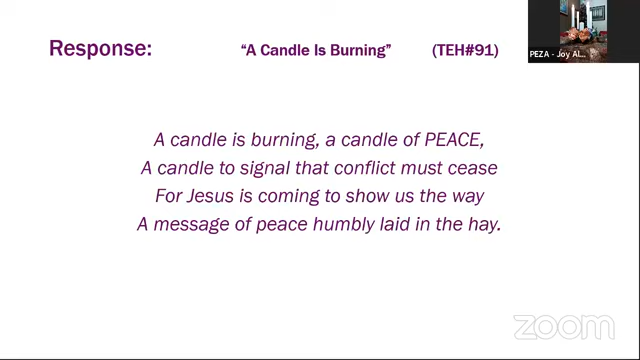 Response: “A Candle Is Burning” (TEH#91)
PEZA - Joy Al...
A candle is burning, a candle of PEACE,
A candle to signal that conflict must cease
For Jesus is coming to show us the way
A message of peace humbly laid in the hay.
zoom